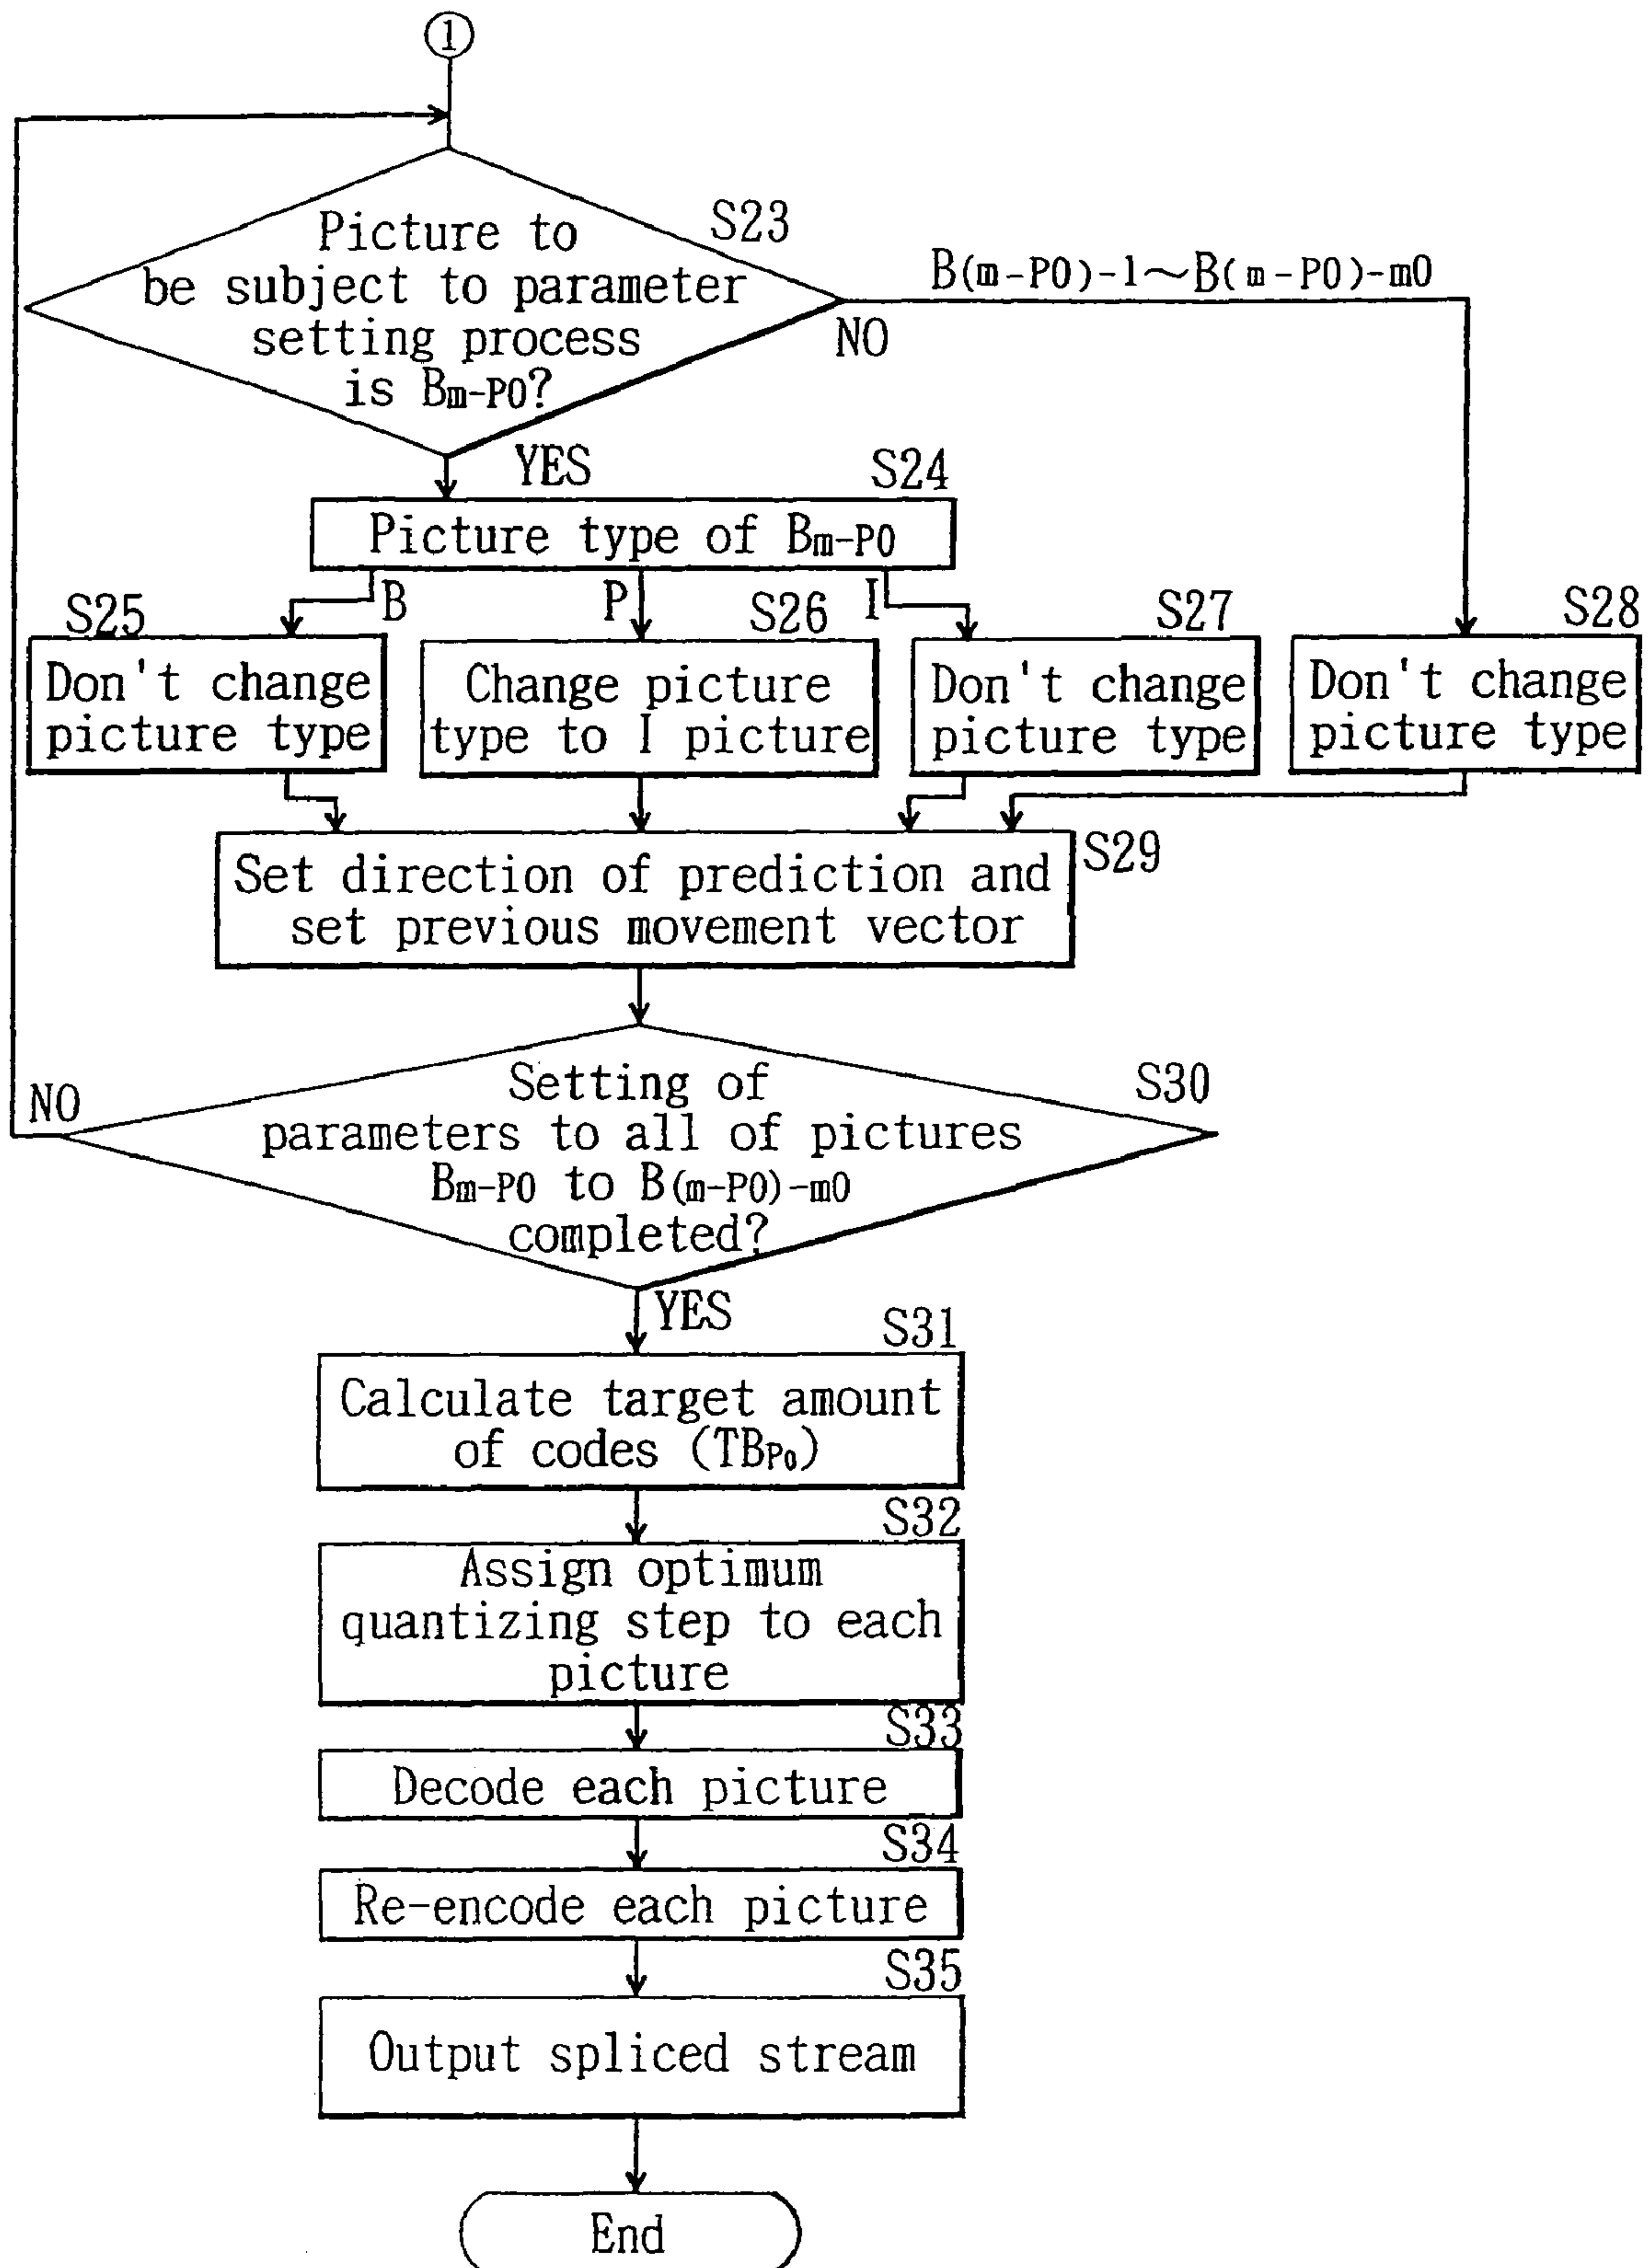 1
S23
Picture to
be subject to parameter
setting process
is Bm-P0?
B(m-P0)-1~B(m-P0)-m0
NO
YES
S24
Picture type of Bm-P0
B
P
I
S25
Don't change
picture type
S26
Change picture
type to I picture
S27
Don't change
picture type
S28
Don't change
picture type
S29
Set direction of prediction and
set previous movement vector
S30
Setting of
parameters to all of pictures
Bm-P0 to B(m-P0)-m0
completed?
NO
YES
S31
Calculate target amount
of codes (TBP0)
S32
Assign optimum
quantizing step to each
picture
S33
Decode each picture
S34
Re-encode each picture
S35
Output spliced stream
End